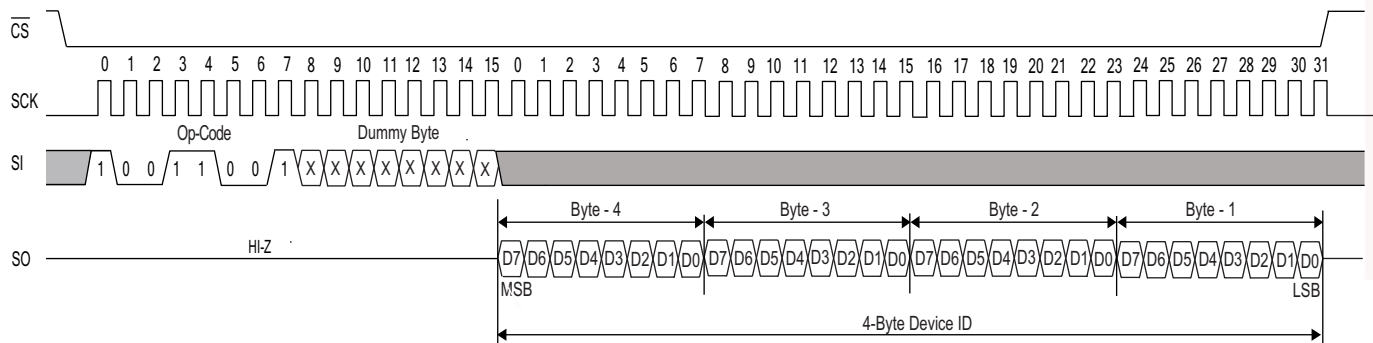 CS
0 1 2 3 4 5 6 7 8 9 10 11 12 13 14 15 0 1 2 3 4 5 6 7 8 9 10 11 12 13 14 15 16 17 18 19 20 21 22 23 24 25 26 27 28 29 30 31
SCK
Op-Code Dummy Byte
SI 1 0 0 1 1 0 0 1 X X X X X X X X
Byte - 4 Byte - 3 Byte - 2 Byte - 1
HI-Z
SO D7 D6 D5 D4 D3 D2 D1 D0 D7 D6 D5 D4 D3 D2 D1 D0 D7 D6 D5 D4 D3 D2 D1 D0 D7 D6 D5 D4 D3 D2 D1 D0
MSB LSB
4-Byte Device ID